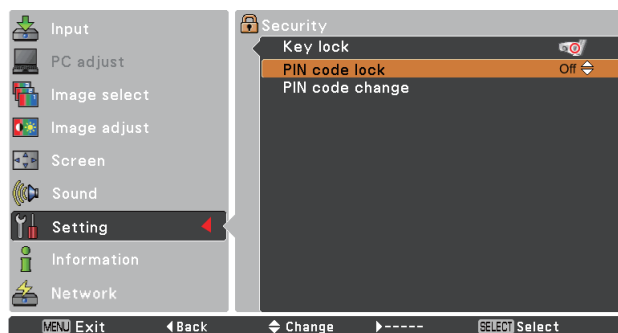 Input
PC adjust
Image select
Image adjust
Screen
Sound
Setting
Information
Network
Security
Key lock
PIN code lock Off
PIN code change
MENU Exit Back Change ----- SELECT Select